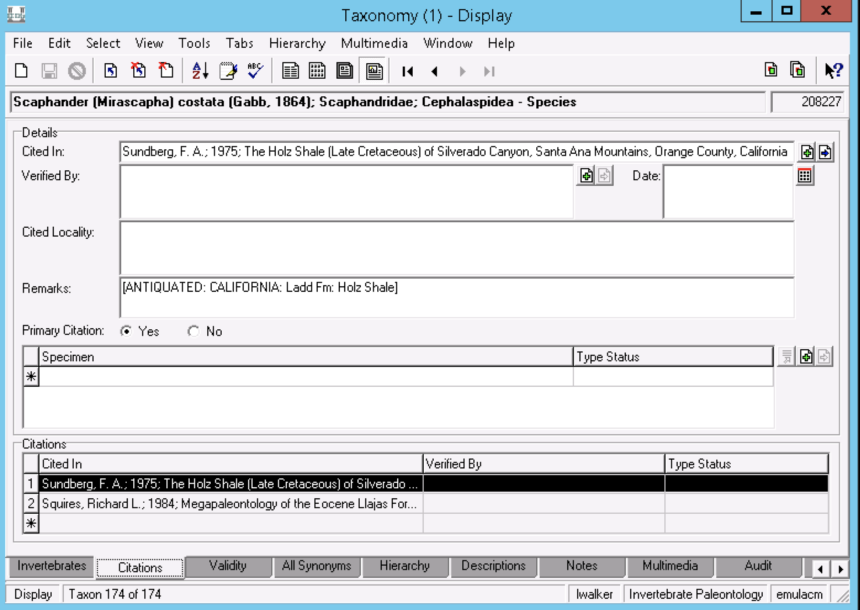 Taxonomy (1) - Display
File Edit Select View Tools Tabs Hierarchy Multimedia Window Help
Scaphander (Mirascapha) costata (Gabb, 1864); Scaphandridae; Cephalaspidea - Species 208227
Details
Cited In: Sundberg, F. A.; 1975; The Holz Shale (Late Cretaceous) of Silverado Canyon, Santa Ana Mountains, Orange County, California
Verified By: Date:
Cited Locality:
Remarks: [ANTIQUATED: CALIFORNIA: Ladd Fm: Holz Shale]
Primary Citation: Yes No
Specimen Type Status
Citations
Cited In Verified By Type Status
1 Sundberg, F. A.; 1975; The Holz Shale (Late Cretaceous) of Silverado ...
2 Squires, Richard L.; 1984; Megapaleontology of the Eocene Llajas For...
Invertebrates Citations Validity All Synonyms Hierarchy Descriptions Notes Multimedia Audit
Display Taxon 174 of 174 lwalker Invertebrate Paleontology emulacm